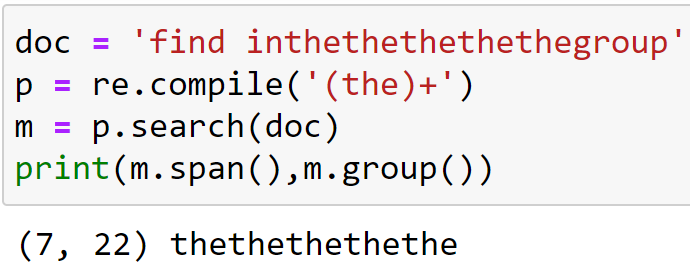 doc = 'find inthethethethethegroup'
p = re.compile('(the)+')
m = p.search(doc)
print(m.span(),m.group())
(7, 22) thethethethethe